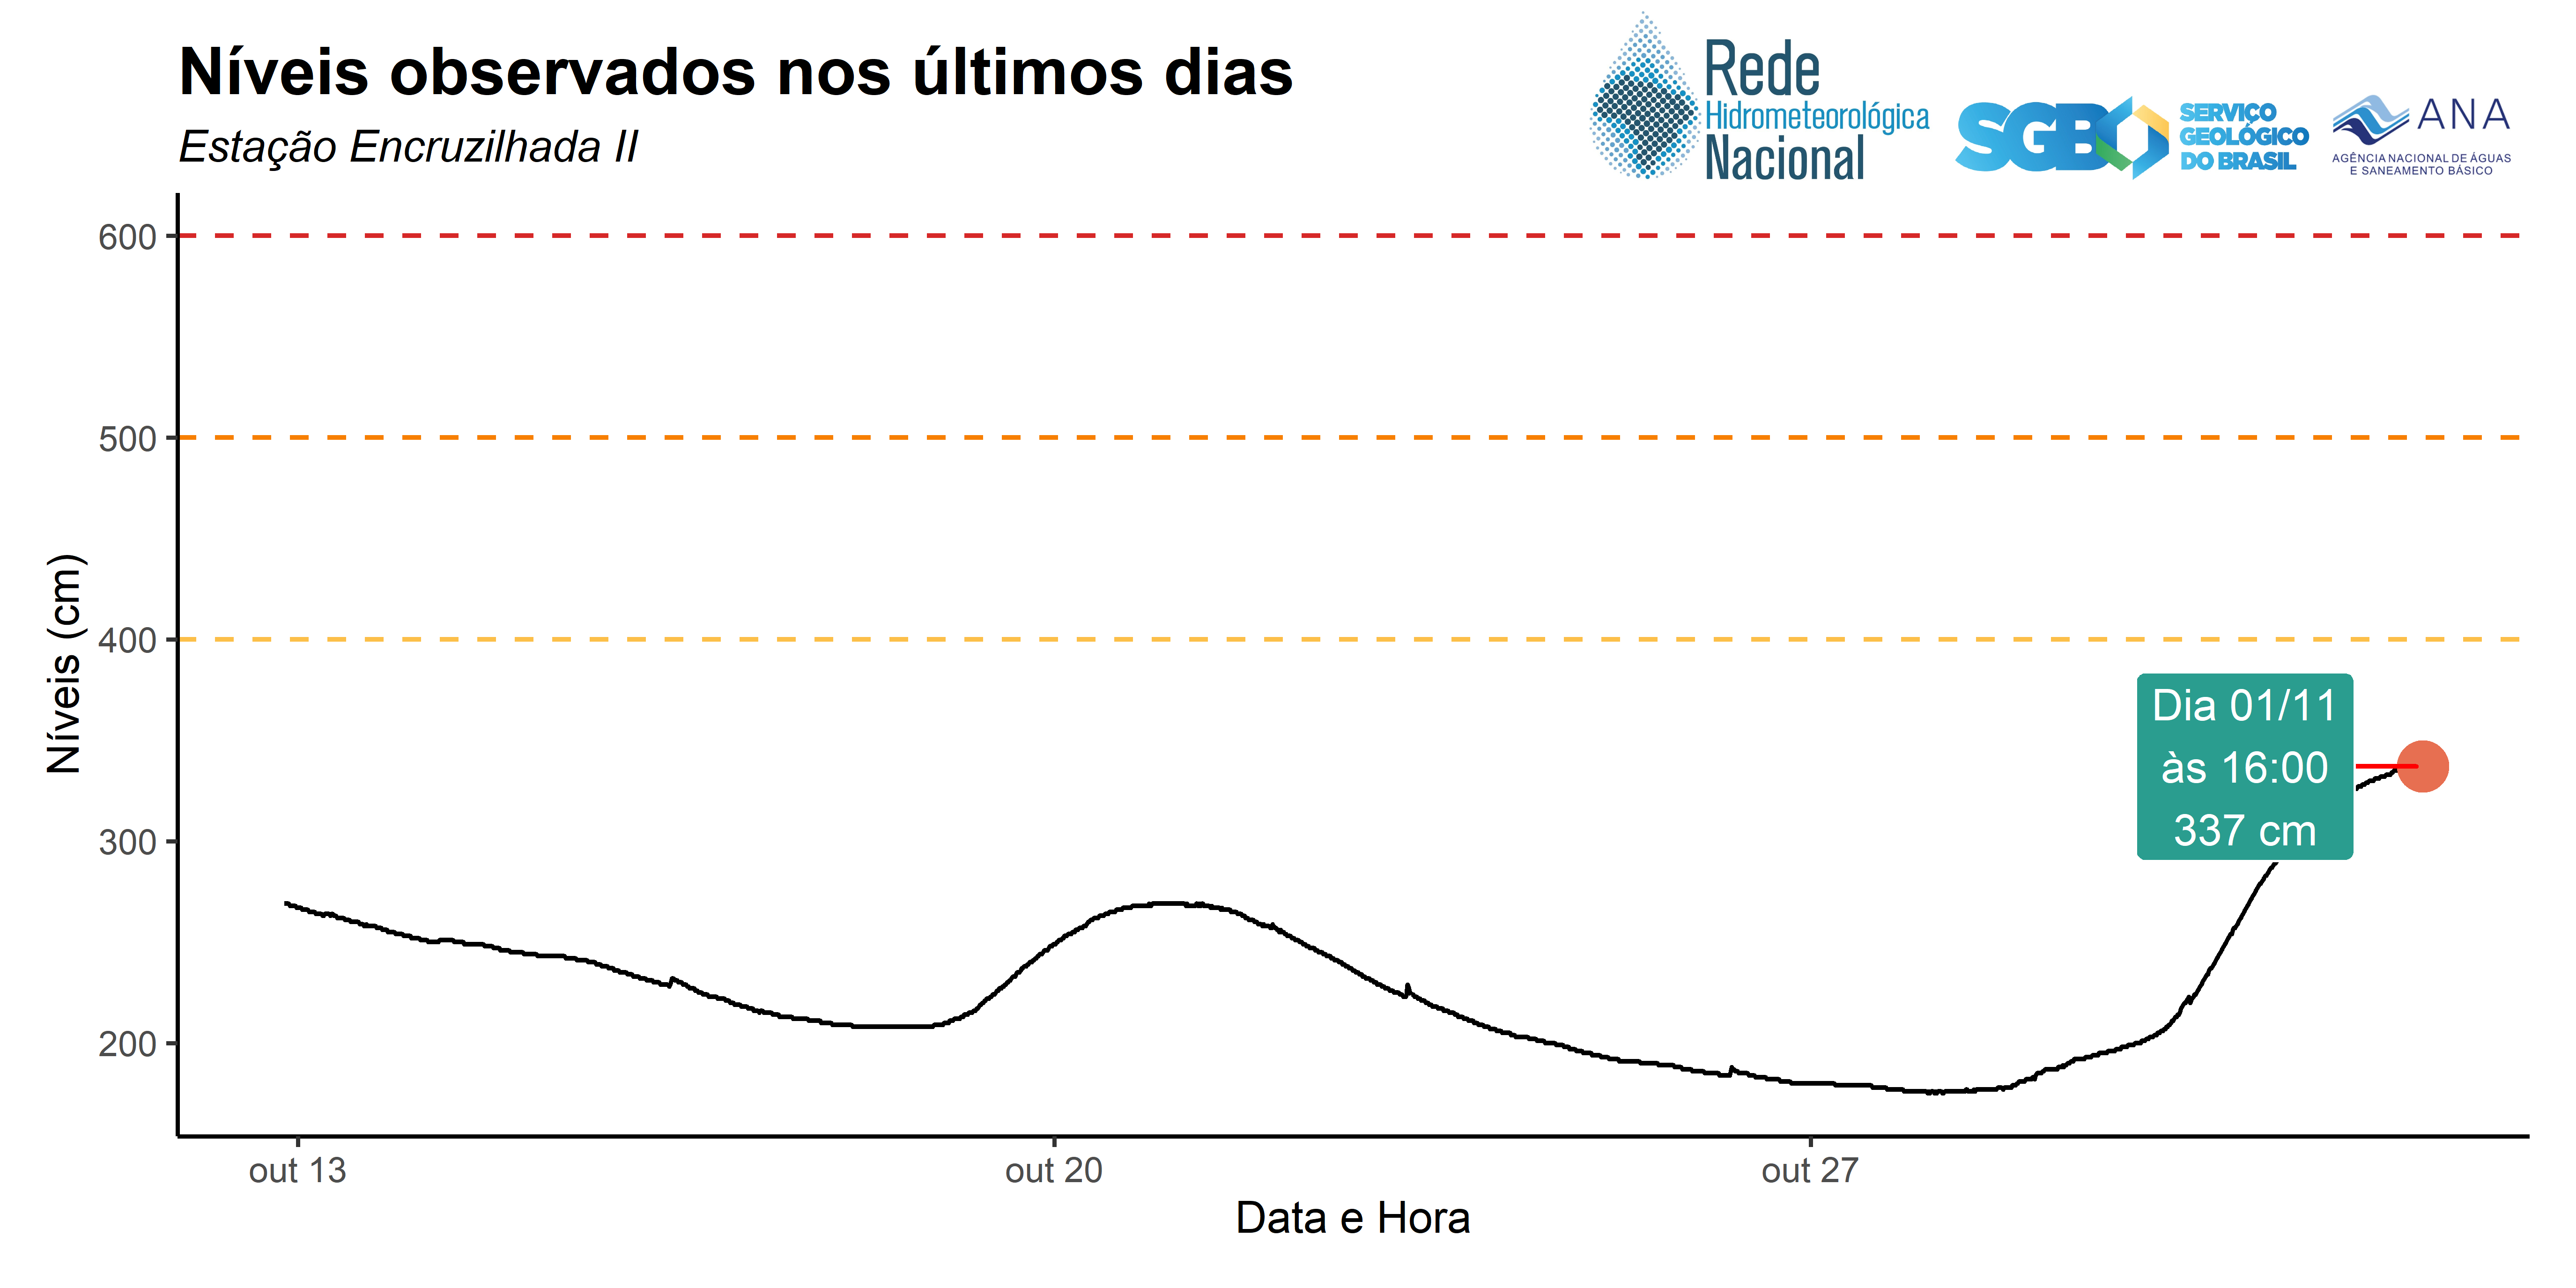 Níveis observados nos últimos dias
Estação Encruzilhada II
Rede
Hidrometeorológica
Nacional
SGB
SERVIÇO
GEOLÓGICO
DO BRASIL
ANA
AGÊNCIA NACIONAL DE ÁGUAS
E SANEAMENTO BÁSICO
Níveis (cm)
600
500
400
300
200
Dia 01/11
às 16:00
337 cm
out 13
out 20
out 27
Data e Hora